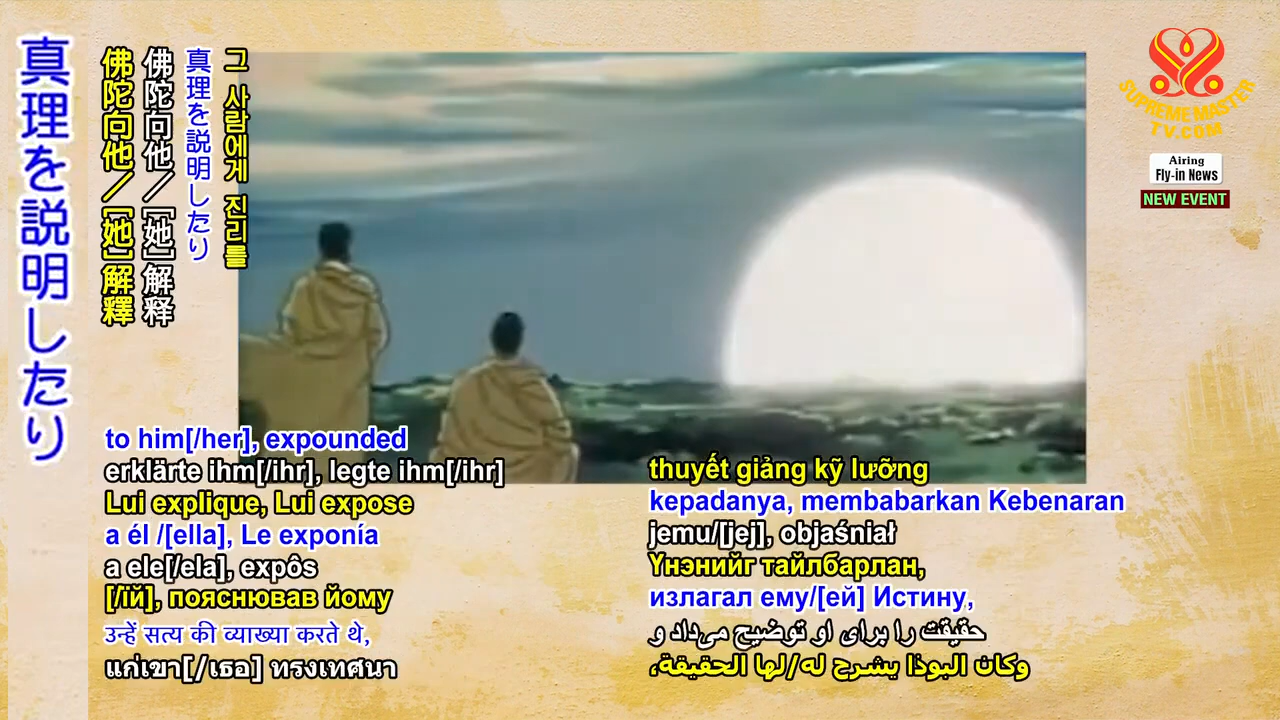 真理を説明したり
佛陀向他／[她]解釋
佛陀向他／[她]解释
真理を説明したり
그 사람에게 진리를
SUPREME MASTER
TV.COM
Airing
Fly-in News
NEW EVENT
to him[/her], expounded
erklärte ihm[/ihr], legte ihm[/ihr]
Lui explique, Lui expose
a él /[ella], Le exponía
a ele[/ela], expôs
[/їй], пояснював йому
उन्हें सत्य की व्याख्या करते थे,
แก่เขา[/เธอ] ทรงเทศนา
thuyết giảng kỹ lưỡng
kepadanya, membabarkan Kebenaran
jemu/[jej], objaśniał
Үнэнийг тайлбарлан,
излагал ему/[ей] Истину,
حقیقت را برای او توضیح می‌داد و
وكان البوذا يشرح له/لها الحقيقة،